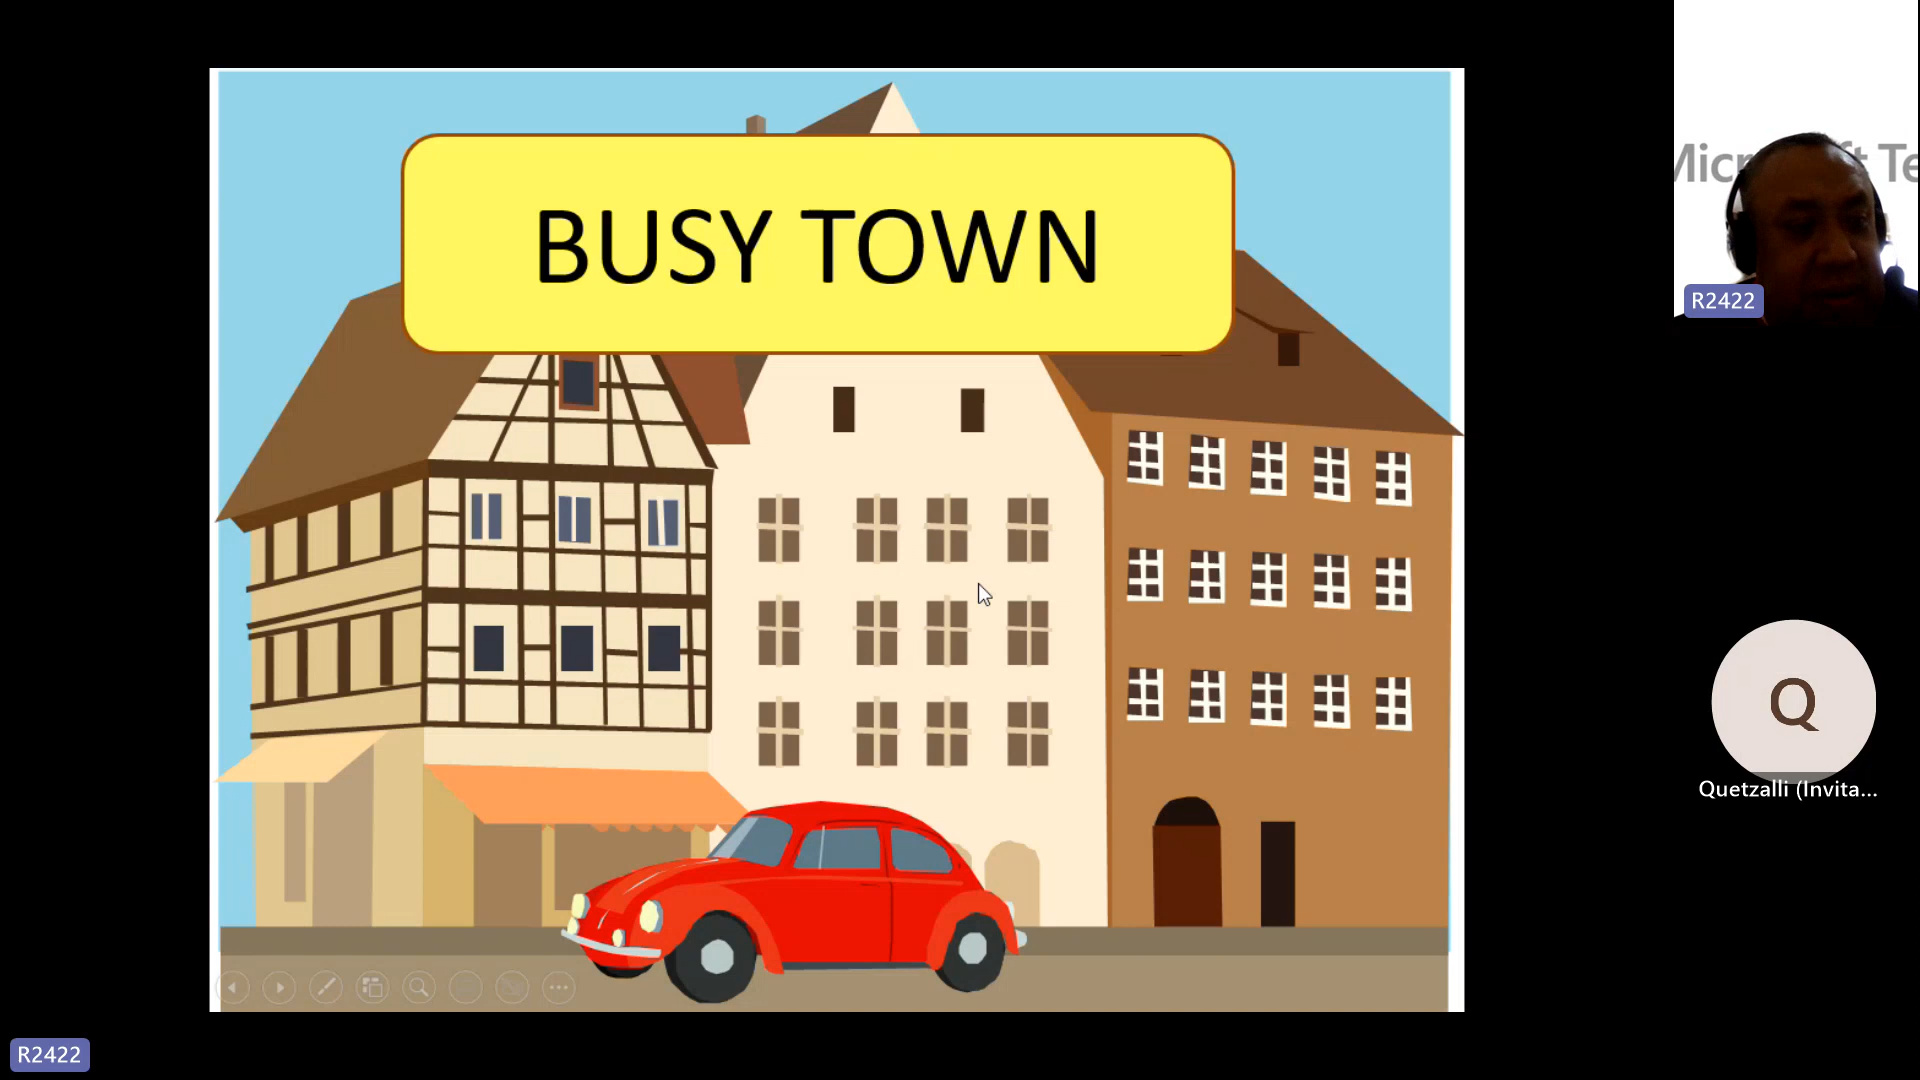 BUSY TOWN
R2422
Q
Quetzalli (Invita...
R2422